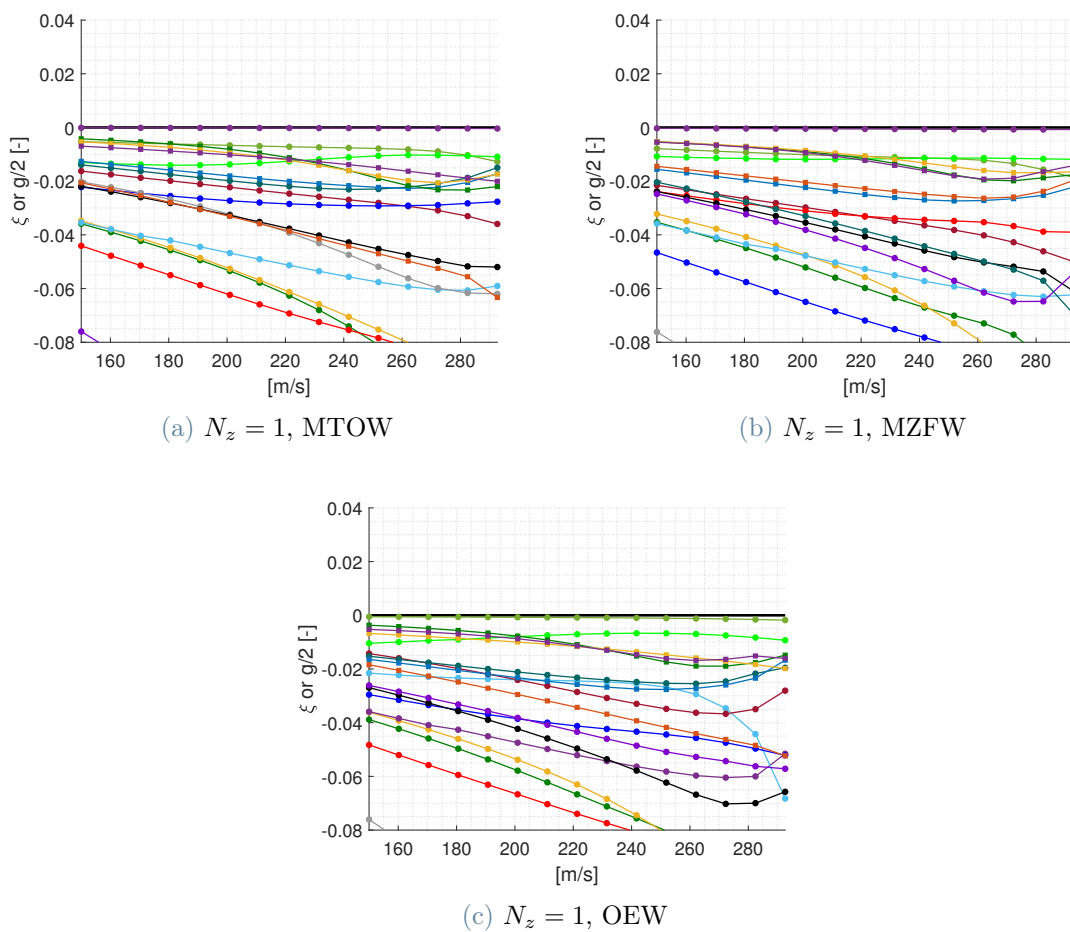 0.04
0.02
0
-0.02
-0.04
-0.06
-0.08
ξ or g/2 [-]
160 180 200 220 240 260 280
[m/s]
(a) N_z = 1, MTOW
0.04
0.02
0
-0.02
-0.04
-0.06
-0.08
ξ or g/2 [-]
160 180 200 220 240 260 280
[m/s]
(b) N_z = 1, MZFW
0.04
0.02
0
-0.02
-0.04
-0.06
-0.08
ξ or g/2 [-]
160 180 200 220 240 260 280
[m/s]
(c) N_z = 1, OEW